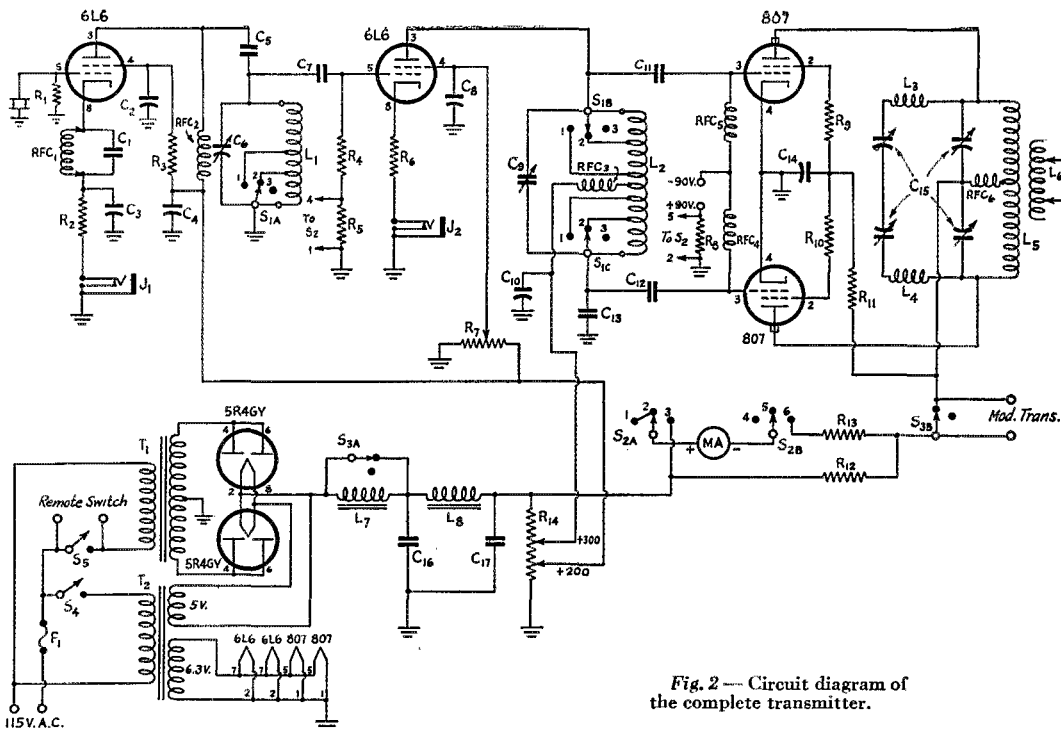 6L6
6L6
807
3
4
5
8
R1
C2
C5
C7
3
5
4
8
C8
C11
3
2
4
RFC1
C1
R3
RFC2
C6
L1
R4
R6
S1B
1
2
3
C9
L2
RFC3
RFC5
R9
L3
C14
C15
RFC6
L6
L5
R2
C3
C4
1
2
3
S1A
4
To
S2
1
R5
J2
1
2
3
S1C
-90V.
+90V.
5
To S2
2
R8
RFC4
R10
R11
L4
J1
C10
C12
C13
4
3
2
807
R7
5R4GY
T1
4
6
2
8
S3A
1
2
3
S2A
+
MA
-
4
5
6
S2B
R13
R12
S3B
Mod. Trans.
Remote Switch
S5
5R4GY
4
6
L7
L8
C16
C17
R14
+300
+200
S4
T2
5V.
F1
6.3V.
6L6 6L6 807 807
7
7
5
5
2
2
1
1
115V. A.C.
Fig. 2 — Circuit diagram of
the complete transmitter.